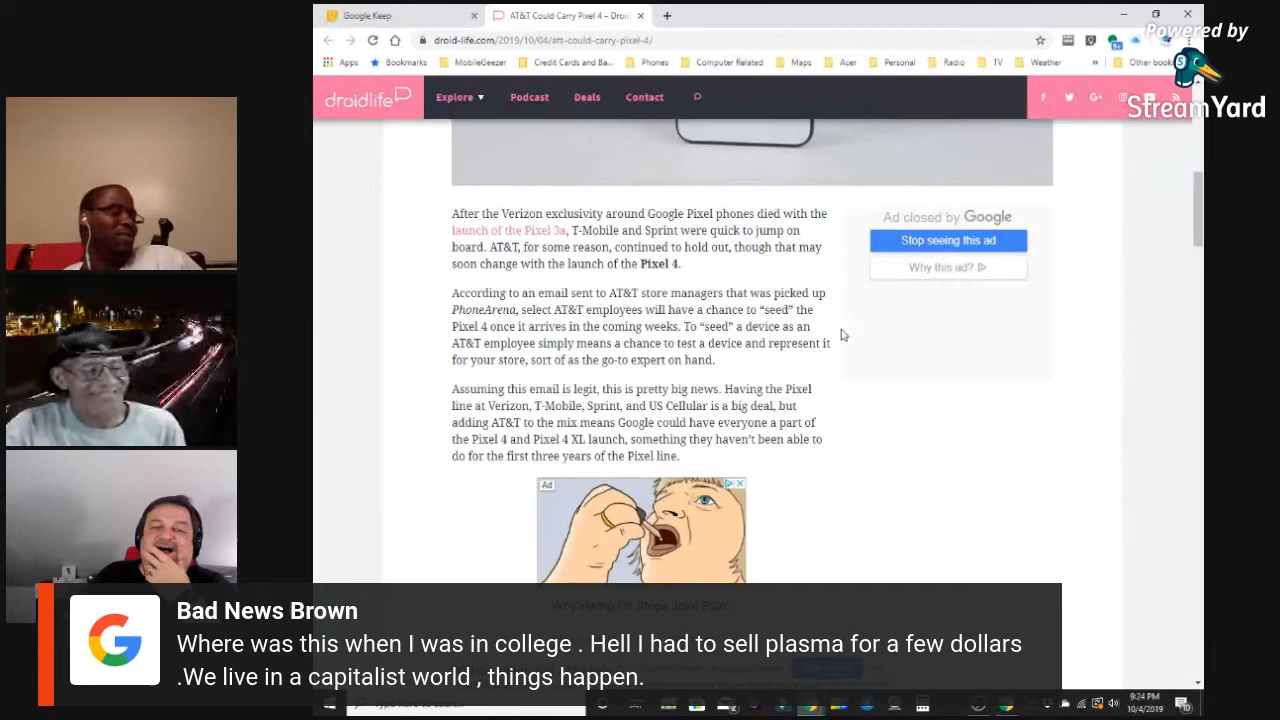 Google Keep
AT&T Could Carry Pixel 4 – Droi
Powered by
StreamYard
droid-life.com/2019/10/04/att-could-carry-pixel-4/
Apps Bookmarks MobileGeezer Credit Cards and Ba... Phones Computer Related Maps Acer Personal Radio TV Weather » Other book
droidlife Explore Podcast Deals Contact
After the Verizon exclusivity around Google Pixel phones died with the
launch of the Pixel 3a, T-Mobile and Sprint were quick to jump on
board. AT&T, for some reason, continued to hold out, though that may
soon change with the launch of the Pixel 4.
According to an email sent to AT&T store managers that was picked up
PhoneArena, select AT&T employees will have a chance to “seed” the
Pixel 4 once it arrives in the coming weeks. To “seed” a device as an
AT&T employee simply means a chance to test a device and represent it
for your store, sort of as the go-to expert on hand.
Assuming this email is legit, this is pretty big news. Having the Pixel
line at Verizon, T-Mobile, Sprint, and US Cellular is a big deal, but
adding AT&T to the mix means Google could have everyone a part of
the Pixel 4 and Pixel 4 XL launch, something they haven’t been able to
do for the first three years of the Pixel line.
Ad closed by Google
Stop seeing this ad
Why this ad?
Ad
Why Hemp Oil Stops Joint Pain
Bad News Brown
Where was this when I was in college . Hell I had to sell plasma for a few dollars
.We live in a capitalist world , things happen.
Type here to search
9:24 PM
10/4/2019